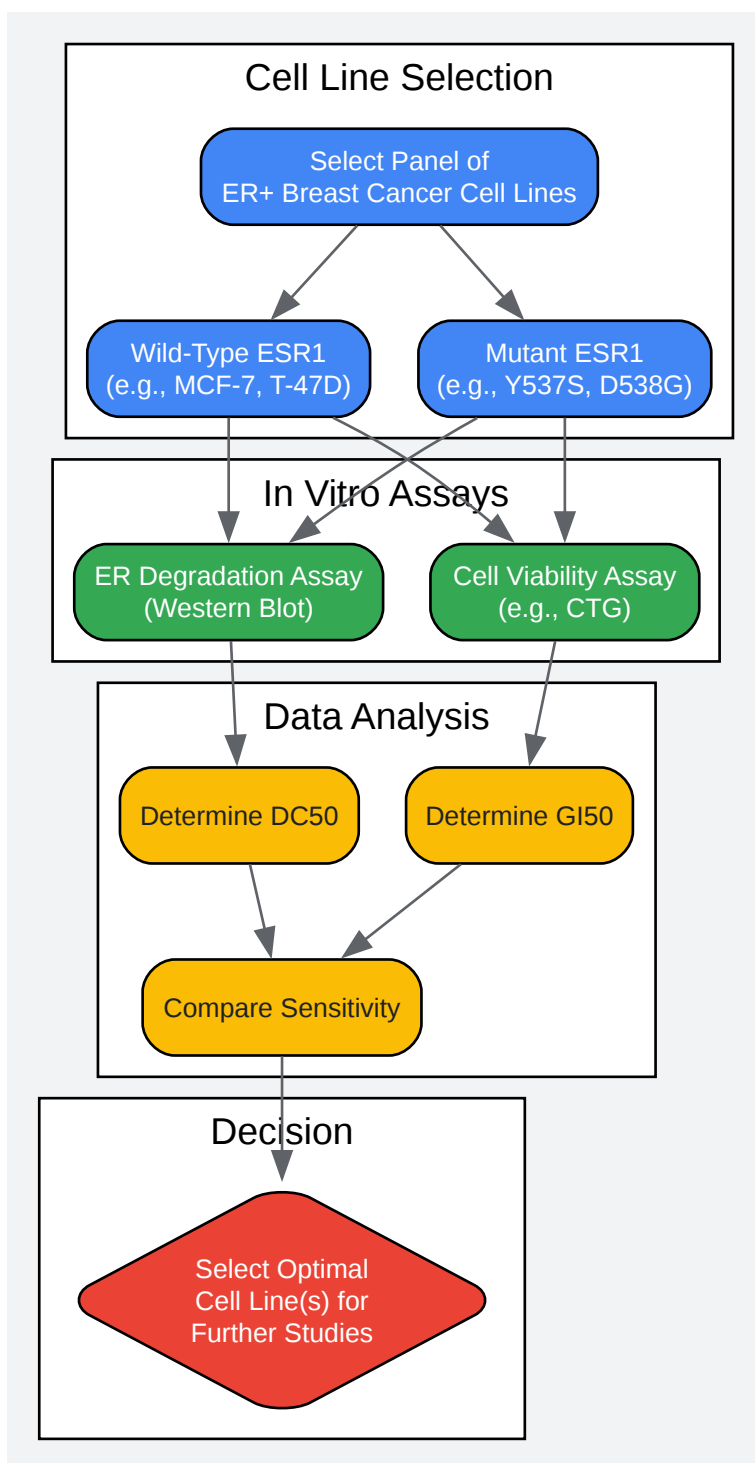 Cell Line Selection
Select Panel of
ER+ Breast Cancer Cell Lines
Wild-Type ESR1
(e.g., MCF-7, T-47D)
Mutant ESR1
(e.g., Y537S, D538G)
In Vitro Assays
ER Degradation Assay
(Western Blot)
Cell Viability Assay
(e.g., CTG)
Data Analysis
Determine DC50
Determine GI50
Compare Sensitivity
Decision
Select Optimal
Cell Line(s) for
Further Studies